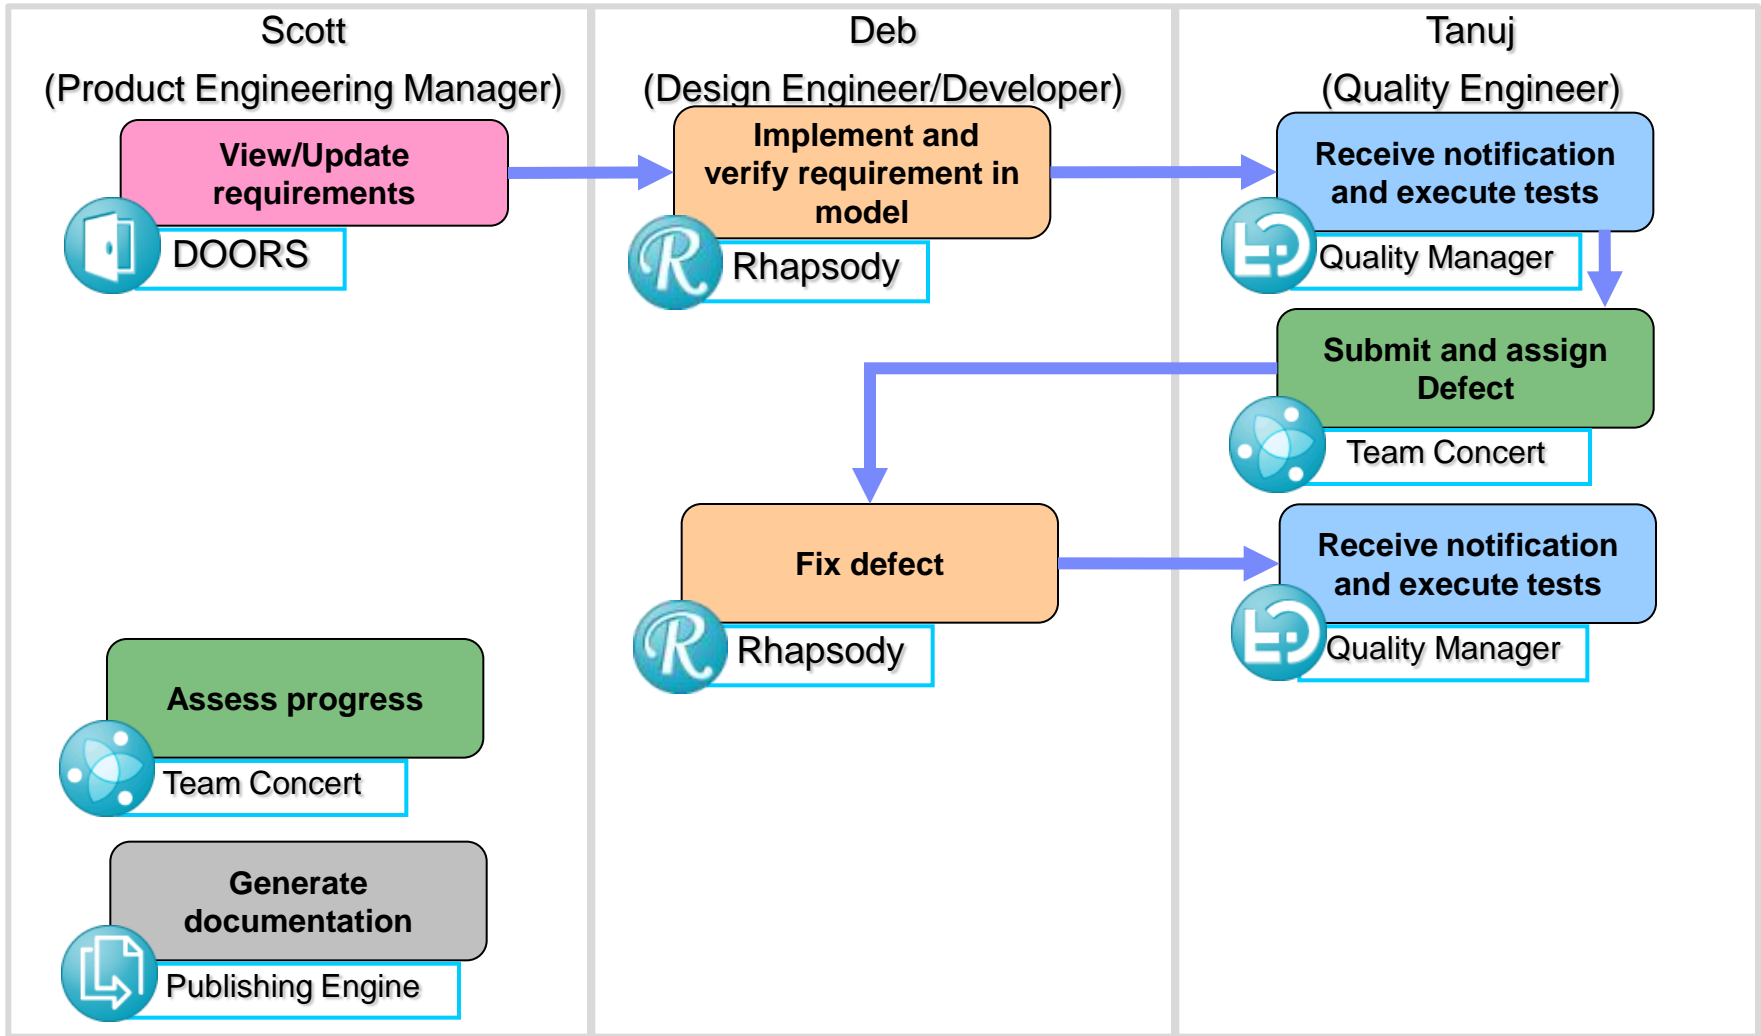 Scott
(Product Engineering Manager)
View/Update
requirements
DOORS
Assess progress
Team Concert
Generate
documentation
Publishing Engine
Deb
(Design Engineer/Developer)
Implement and
verify requirement in
model
Rhapsody
Fix defect
Rhapsody
Tanuj
(Quality Engineer)
Receive notification
and execute tests
Quality Manager
Submit and assign
Defect
Team Concert
Receive notification
and execute tests
Quality Manager